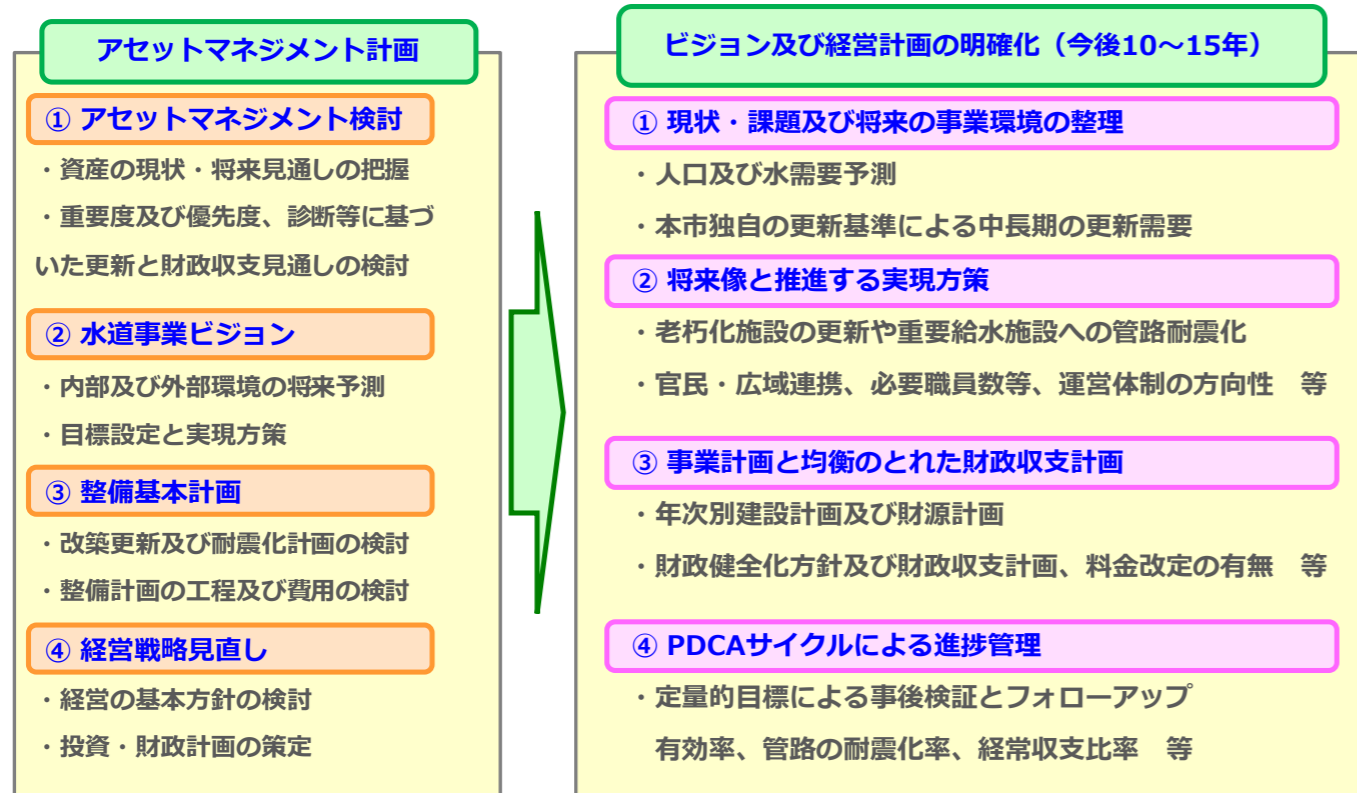 アセットマネジメント計画
① アセットマネジメント検討
・資産の現状・将来見通しの把握
・重要度及び優先度、診断等に基づ
いた更新と財政収支見通しの検討
② 水道事業ビジョン
・内部及び外部環境の将来予測
・目標設定と実現方策
③ 整備基本計画
・改築更新及び耐震化計画の検討
・整備計画の工程及び費用の検討
④ 経営戦略見直し
・経営の基本方針の検討
・投資・財政計画の策定
ビジョン及び経営計画の明確化（今後10～15年）
① 現状・課題及び将来の事業環境の整理
・人口及び水需要予測
・本市独自の更新基準による中長期の更新需要
② 将来像と推進する実現方策
・老朽化施設の更新や重要給水施設への管路耐震化
・官民・広域連携、必要職員数等、運営体制の方向性　等
③ 事業計画と均衡のとれた財政収支計画
・年次別建設計画及び財源計画
・財政健全化方針及び財政収支計画、料金改定の有無　等
④ PDCAサイクルによる進捗管理
・定量的目標による事後検証とフォローアップ
有効率、管路の耐震化率、経常収支比率　等